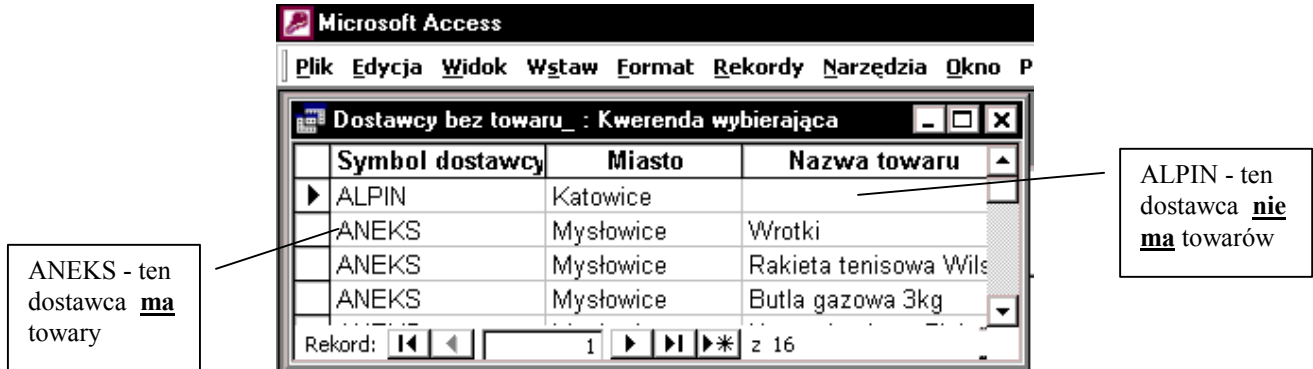 Microsoft Access
Plik Edycja Widok Wstaw Format Rekordy Narzędzia Okno P
Dostawcy bez towaru_ : Kwerenda wybierająca
Symbol dostawcy Miasto Nazwa towaru
ALPIN Katowice
ANEKS Mysłowice Wrotki
ANEKS Mysłowice Rakieta tenisowa Wils
ANEKS Mysłowice Butla gazowa 3kg
Rekord: 1 z 16
ALPIN - ten
dostawca nie
ma towarów
ANEKS - ten
dostawca ma
towary